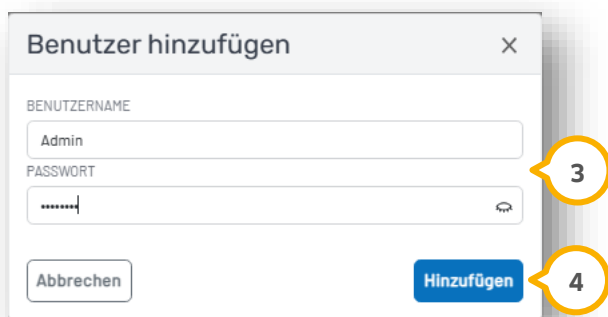 Benutzer hinzufügen
BENUTZERNAME
Admin
PASSWORT
3
••••••••
Abbrechen
Hinzufügen
4